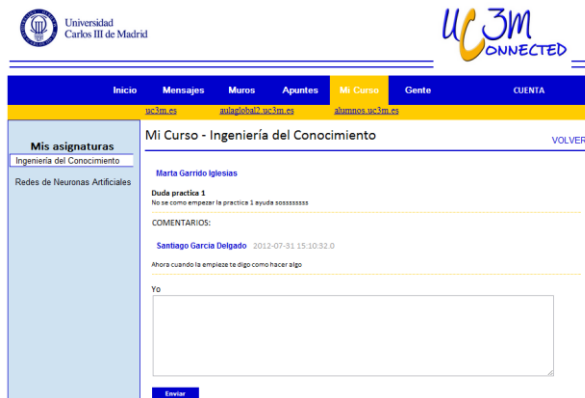 Universidad
Carlos III de Madrid
UC3M
CONNECTED
Inicio Mensajes Muros Apuntes Mi Curso Gente CUENTA
uc3m.es aulaglobal2.uc3m.es alumnos.uc3m.es
Mis asignaturas
Ingeniería del Conocimiento
Redes de Neuronas Artificiales
Mi Curso - Ingeniería del Conocimiento
VOLVER
Marta Garrido Iglesias
Duda practica 1
No se como empezar la practica 1 ayuda sosssssss
COMENTARIOS:
Santiago García Delgado 2012-07-31 15:10:32.0
Ahora cuando la empieze te digo como hacer algo
Yo
Enviar